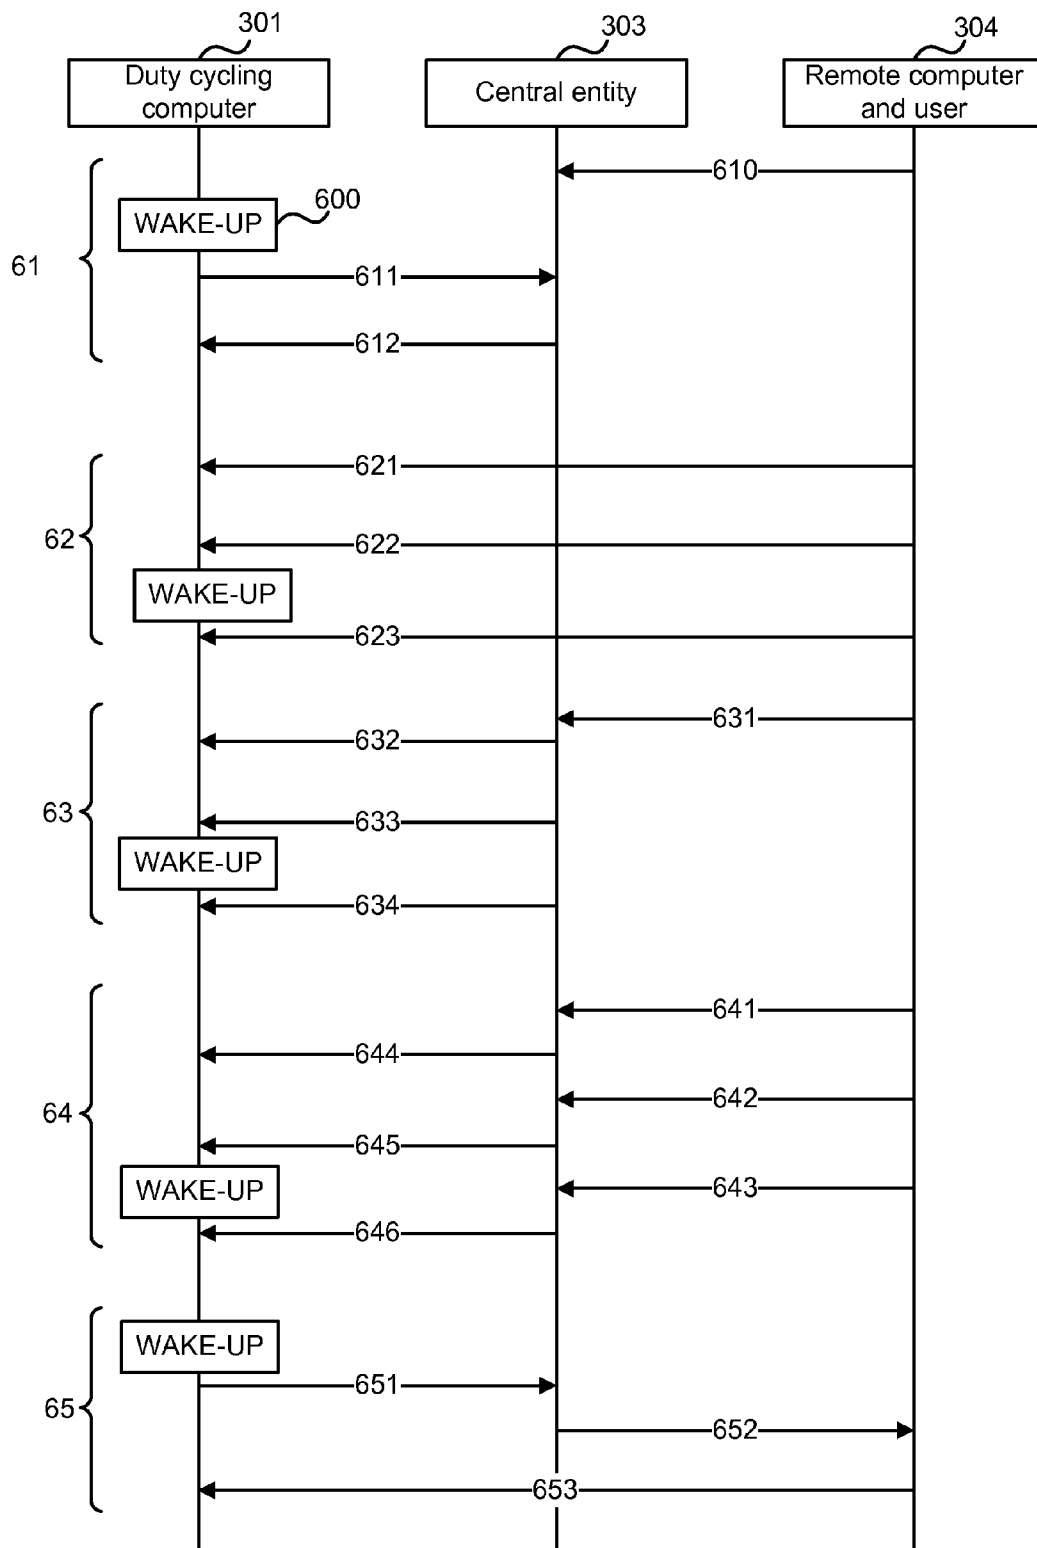 301
303
304
Duty cycling
computer
Central entity
Remote computer
and user
610
WAKE-UP
600
61
611
612
621
62
622
WAKE-UP
623
631
632
63
633
WAKE-UP
634
641
644
64
642
645
WAKE-UP
643
646
WAKE-UP
651
65
652
653